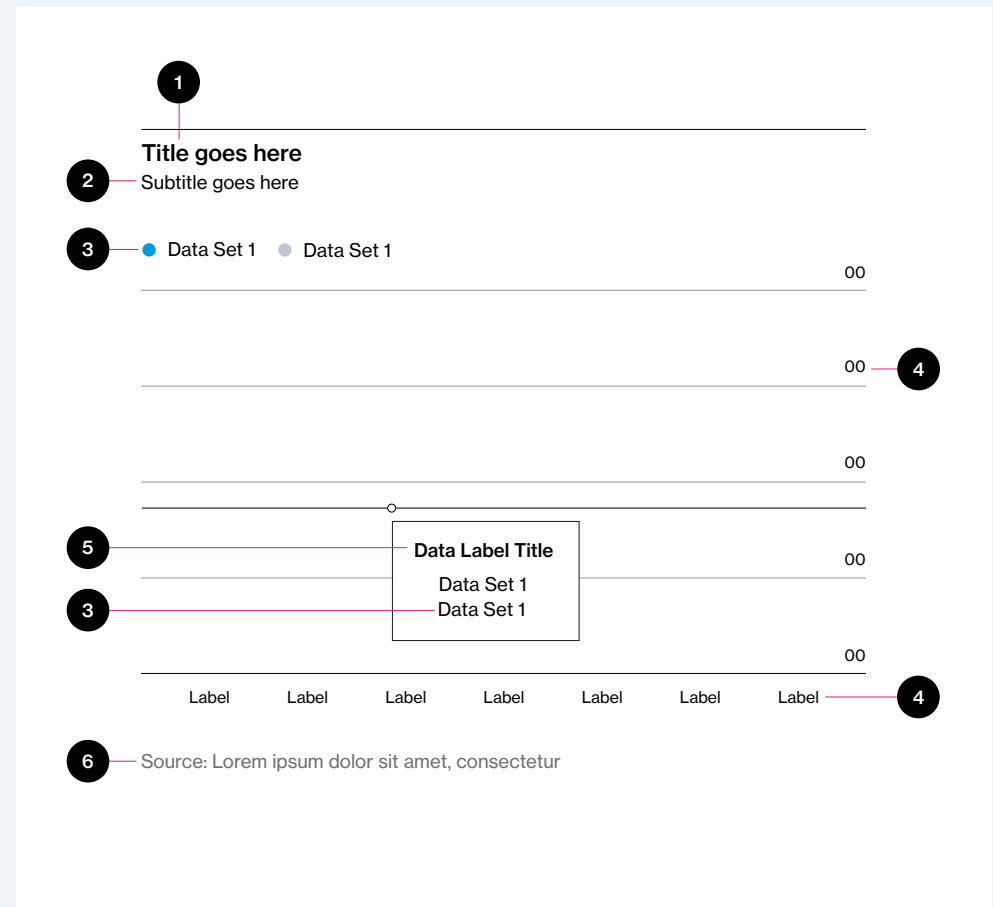 1
Title goes here
2 Subtitle goes here
3 Data Set 1 Data Set 1
00
00 4
00
5 Data Label Title
00
Data Set 1
3 Data Set 1
00
Label Label Label Label Label Label Label 4
6 Source: Lorem ipsum dolor sit amet, consectetur